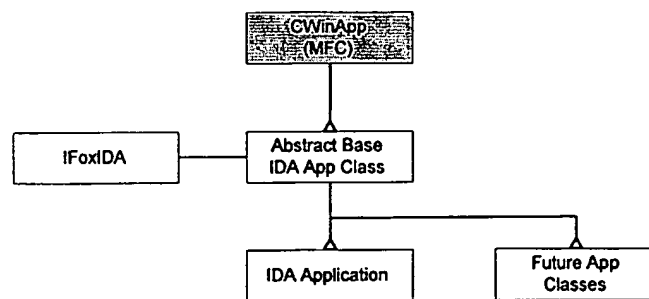 CWinApp
(MFC)
IFoxIDA
Abstract Base
IDA App Class
IDA Application
Future App
Classes